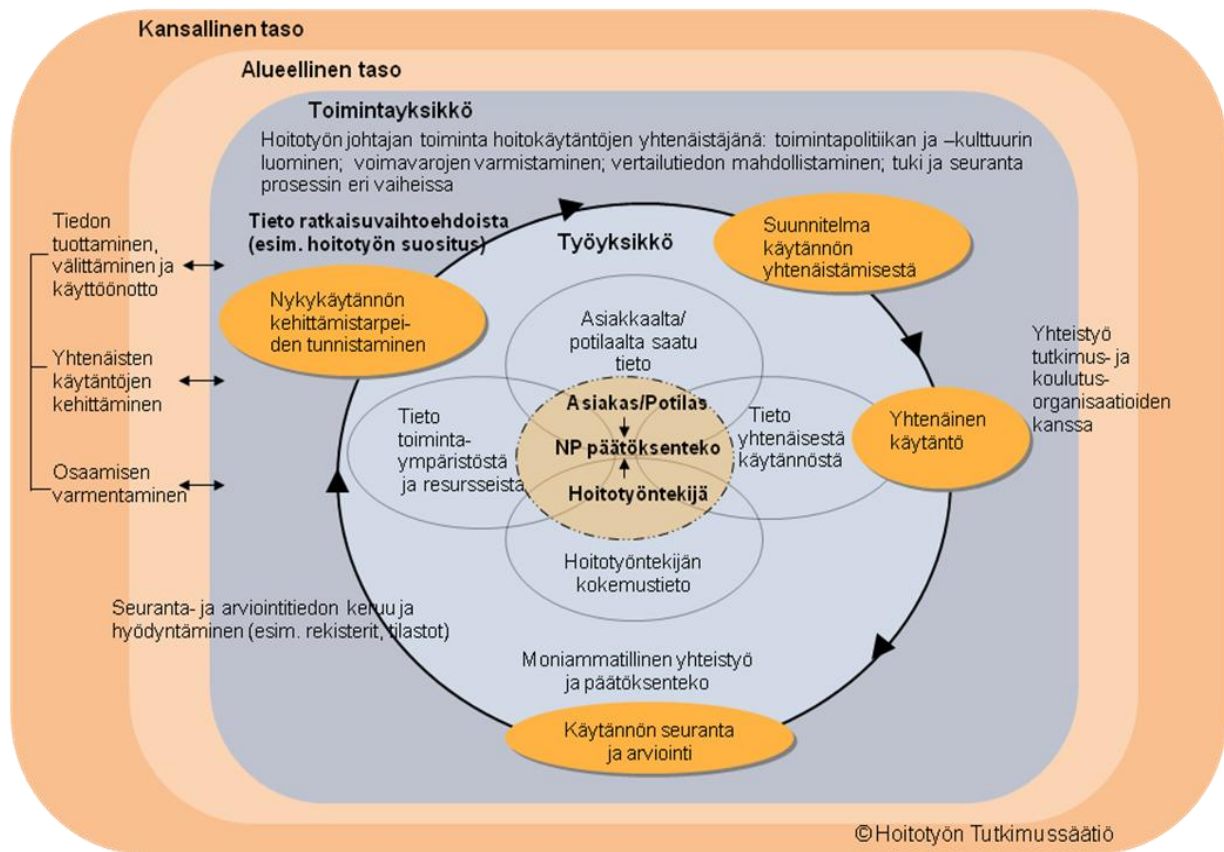 Kansallinen taso
Alueellinen taso
Toimintayksikkö
Hoitotyön johtajan toiminta hoitokäytäntöjen yhtenäistäjänä: toimintapolitiikan ja –kulttuurin
luominen; voimavarojen varmistaminen; vertailutiedon mahdollistaminen; tuki ja seuranta
prosessin eri vaiheissa
Tiedon
tuottaminen,
välittäminen ja
käyttöönotto
Yhtenäisten
käytäntöjen
kehittäminen
Osaamisen
varmentaminen
Tieto ratkaisuvaihtoehdoista
(esim. hoitotyön suositus)
Nykykäytännön
kehittämistarpei-
den tunnistaminen
Työyksikkö
Suunnitelma
käytännön
yhtenäistämisestä
Asiakkaalta/
potilaalta saatu
tieto
Tieto
toiminta-
ympäristöstä
ja resursseista
Asiakas/Potilas
NP päätöksenteko
Hoitotyöntekijä
Tieto
yhtenäisestä
käytännöstä
Yhtenäinen
käytäntö
Yhteistyö
tutkimus- ja
koulutus-
organisaatioiden
kanssa
Hoitotyöntekijän
kokemustieto
Seuranta- ja arviointitiedon keruu ja
hyödyntäminen (esim. rekisterit, tilastot)
Moniammatillinen yhteistyö
ja päätöksenteko
Käytännön seuranta
ja arviointi
©Hoitotyön Tutkimussäätiö